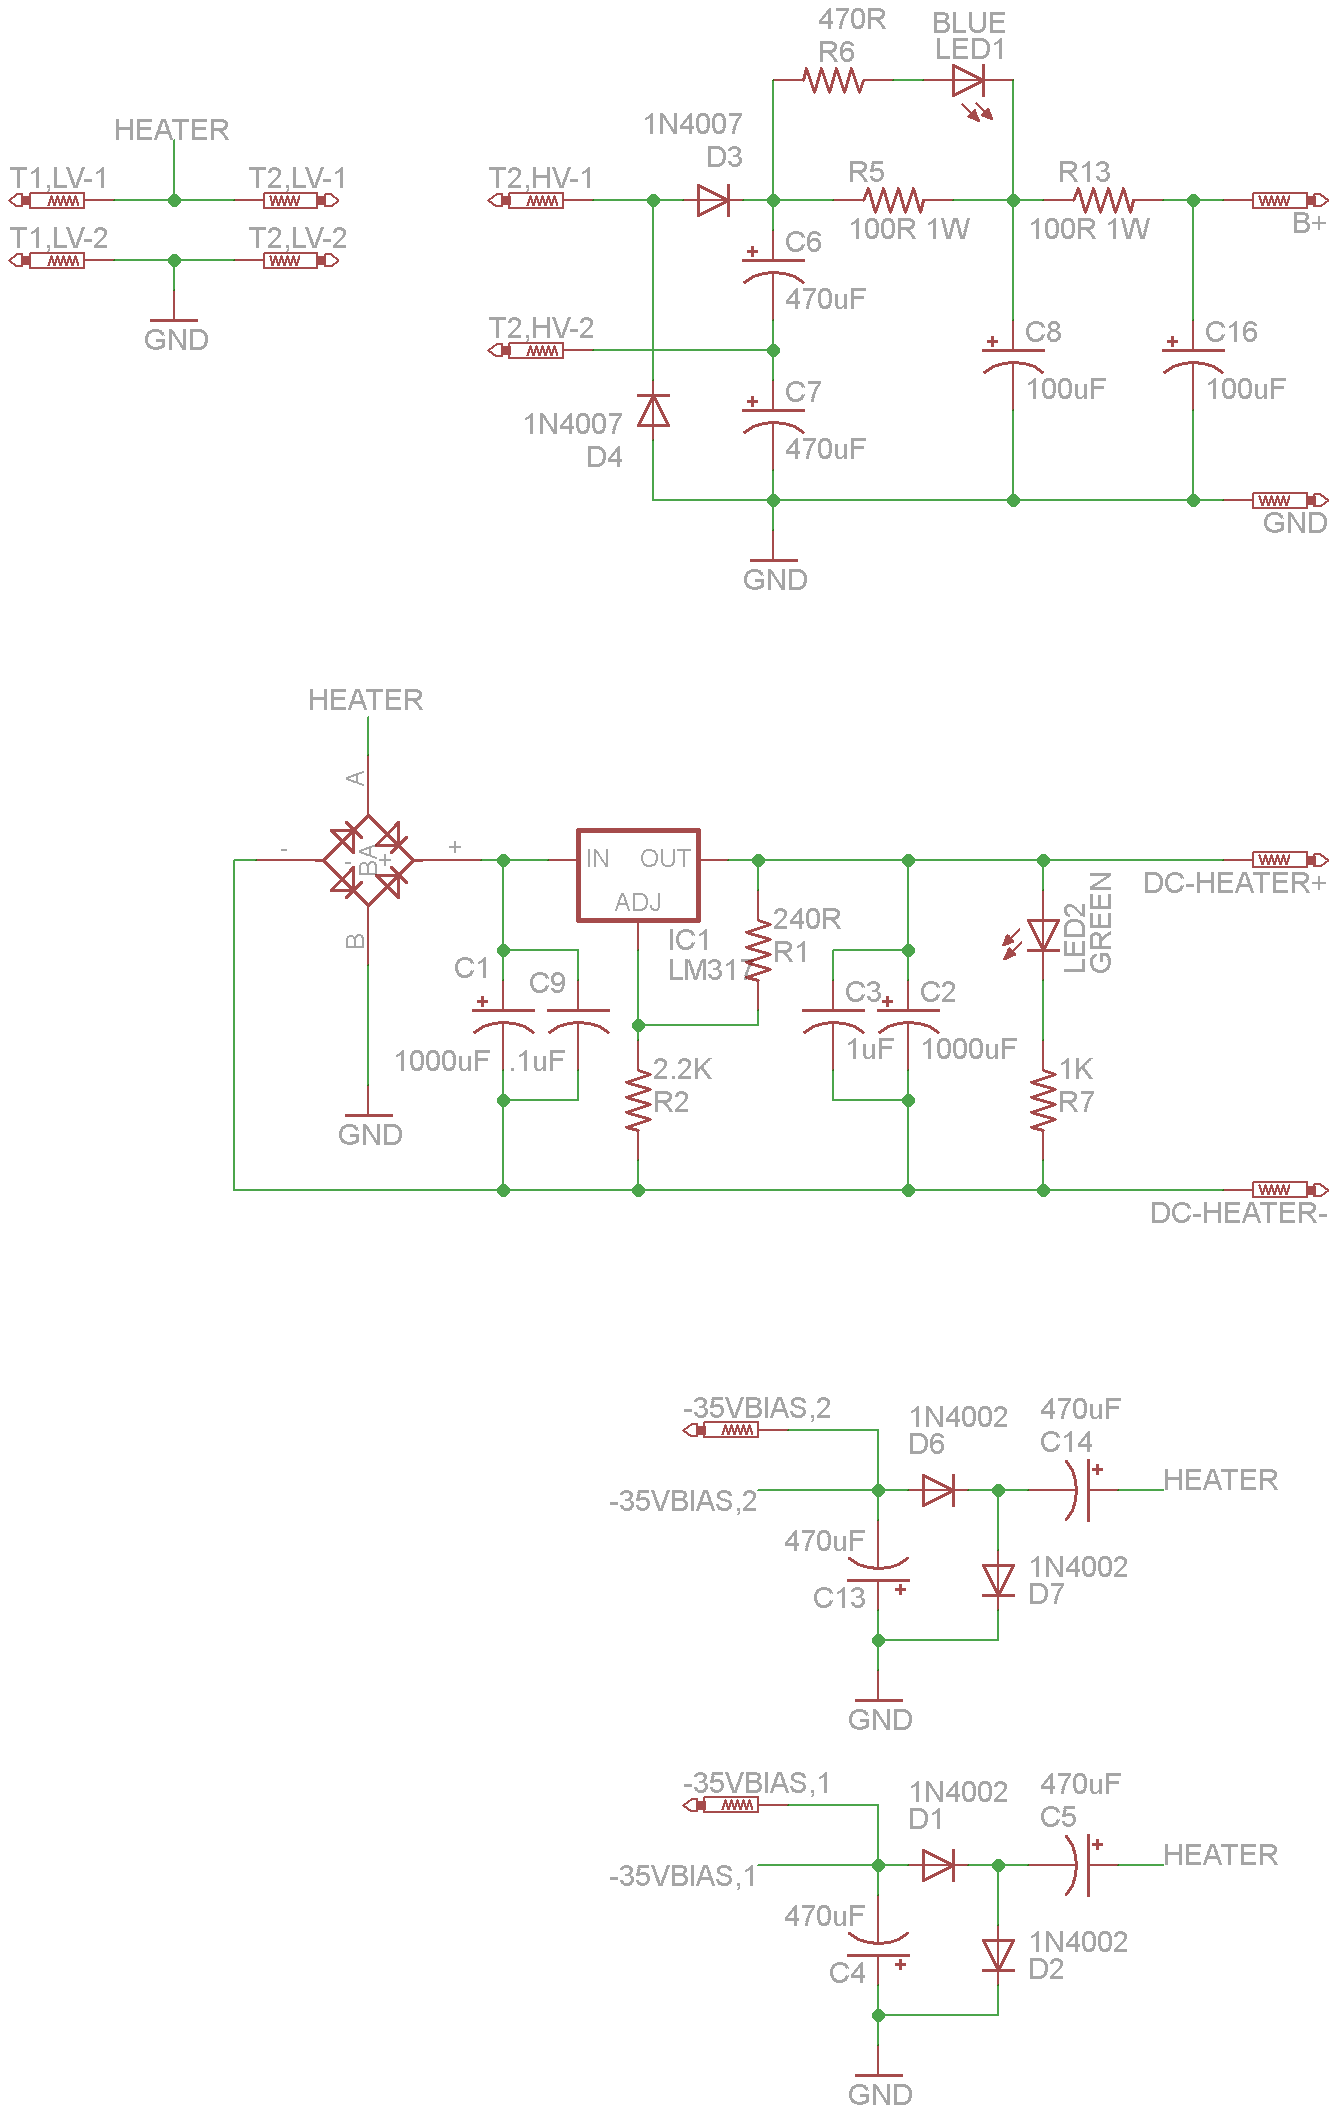 470R
R6
BLUE
LED1
HEATER
1N4007
D3
T1,LV-1
T2,LV-1
T2,HV-1
R5
100R 1W
R13
100R 1W
B+
T1,LV-2
T2,LV-2
GND
+
C6
470uF
T2,HV-2
+
C7
470uF
1N4007
D4
+
C8
100uF
+
C16
100uF
GND
GND
HEATER
A
-
+
-
BA
+
B
GND
IN
OUT
ADJ
IC1
LM317
240R
R1
C1
+
1000uF
C9
.1uF
2.2K
R2
C3
1uF
+
C2
1000uF
LED2
GREEN
1K
R7
DC-HEATER+
DC-HEATER-
-35VBIAS,2
-35VBIAS,2
1N4002
D6
470uF
C14
+
HEATER
470uF
C13
+
1N4002
D7
GND
-35VBIAS,1
-35VBIAS,1
1N4002
D1
470uF
C5
+
HEATER
470uF
C4
+
1N4002
D2
GND